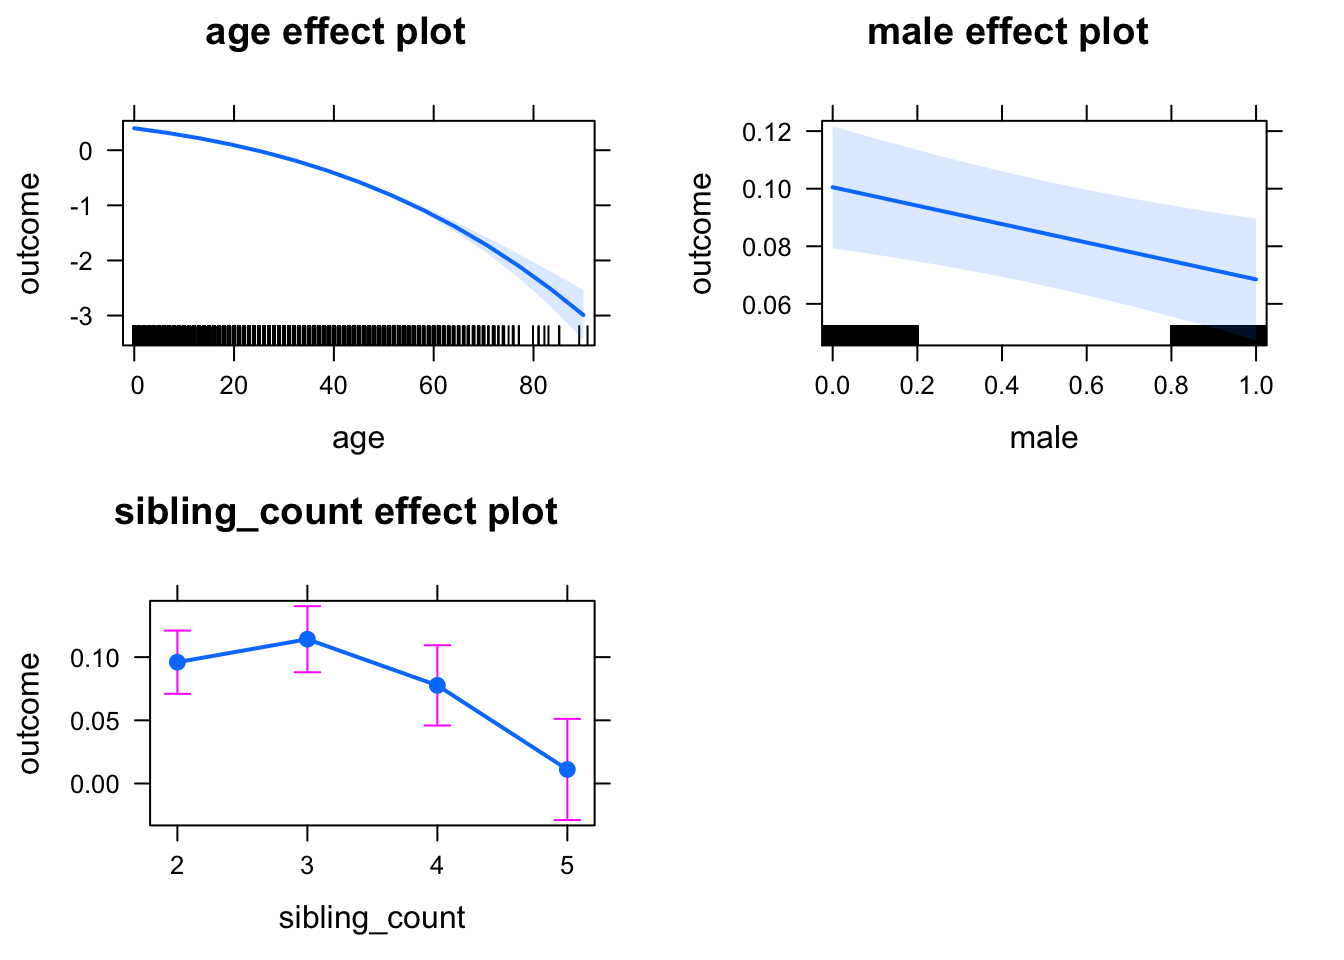 age effect plot
outcome
0
-1
-2
-3
0 20 40 60 80
age
male effect plot
outcome
0.12
0.10
0.08
0.06
0.0 0.2 0.4 0.6 0.8 1.0
male
sibling_count effect plot
outcome
0.10
0.05
0.00
2 3 4 5
sibling_count